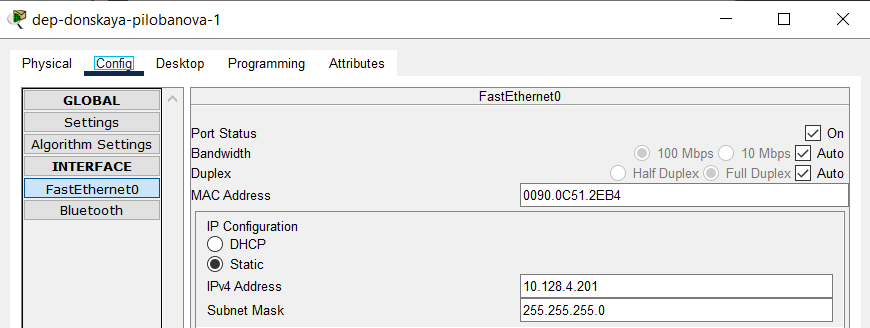 dep-donskaya-pilobanova-1
Physical Config Desktop Programming Attributes
GLOBAL
Settings
Algorithm Settings
INTERFACE
FastEthernet0
Bluetooth
FastEthernet0
Port Status On
Bandwidth 100 Mbps 10 Mbps Auto
Duplex Half Duplex Full Duplex Auto
MAC Address 0090.0C51.2EB4
IP Configuration
DHCP
Static
IPv4 Address 10.128.4.201
Subnet Mask 255.255.255.0